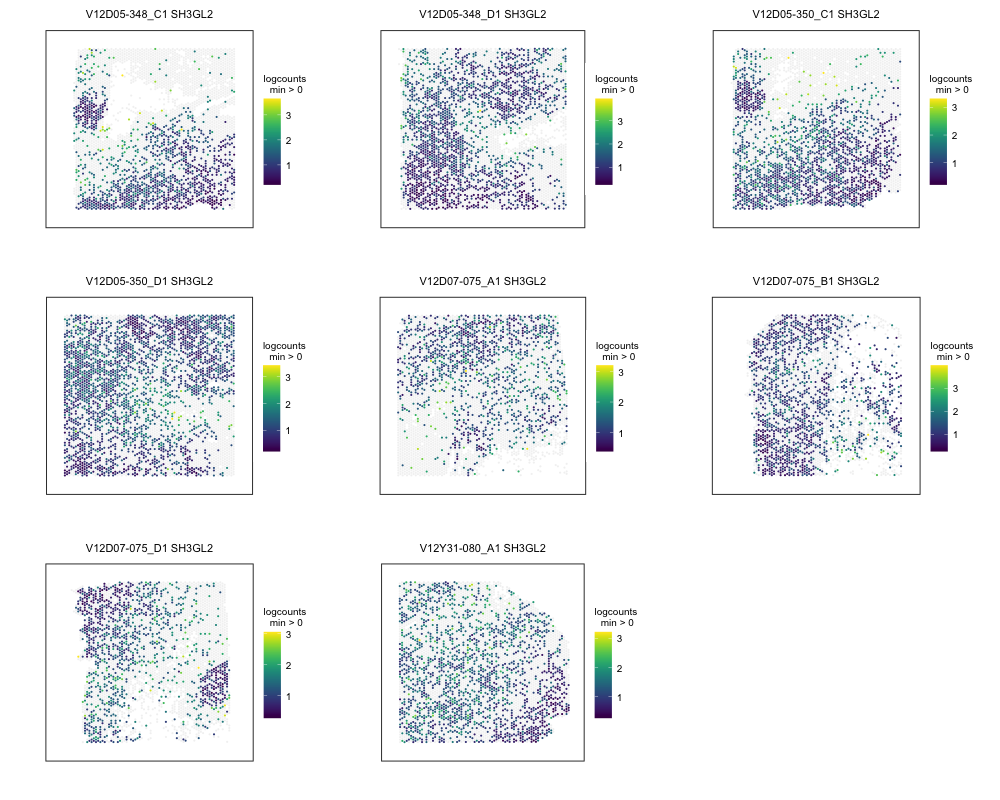 V12D05-348_C1 SH3GL2
logcounts
min > 0
3
2
1
V12D05-348_D1 SH3GL2
logcounts
min > 0
3
2
1
V12D05-350_C1 SH3GL2
logcounts
min > 0
3
2
1
V12D05-350_D1 SH3GL2
logcounts
min > 0
3
2
1
V12D07-075_A1 SH3GL2
logcounts
min > 0
3
2
1
V12D07-075_B1 SH3GL2
logcounts
min > 0
3
2
1
V12D07-075_D1 SH3GL2
logcounts
min > 0
3
2
1
V12Y31-080_A1 SH3GL2
logcounts
min > 0
3
2
1